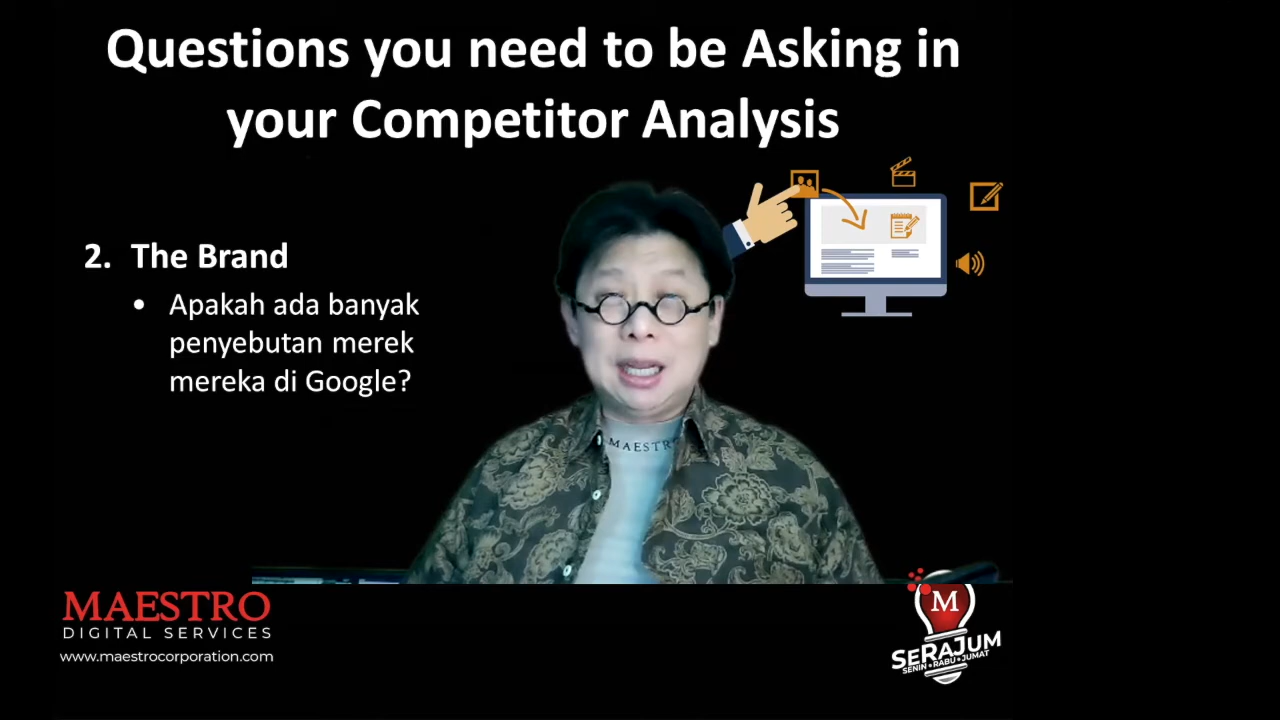 Questions you need to be Asking in
your Competitor Analysis
2. The Brand
• Apakah ada banyak
penyebutan merek
mereka di Google?
MAESTR
MAESTRO
DIGITAL SERVICES
www.maestrocorporation.com
M
SERAJUM
SENIN • RABU • JUMAT